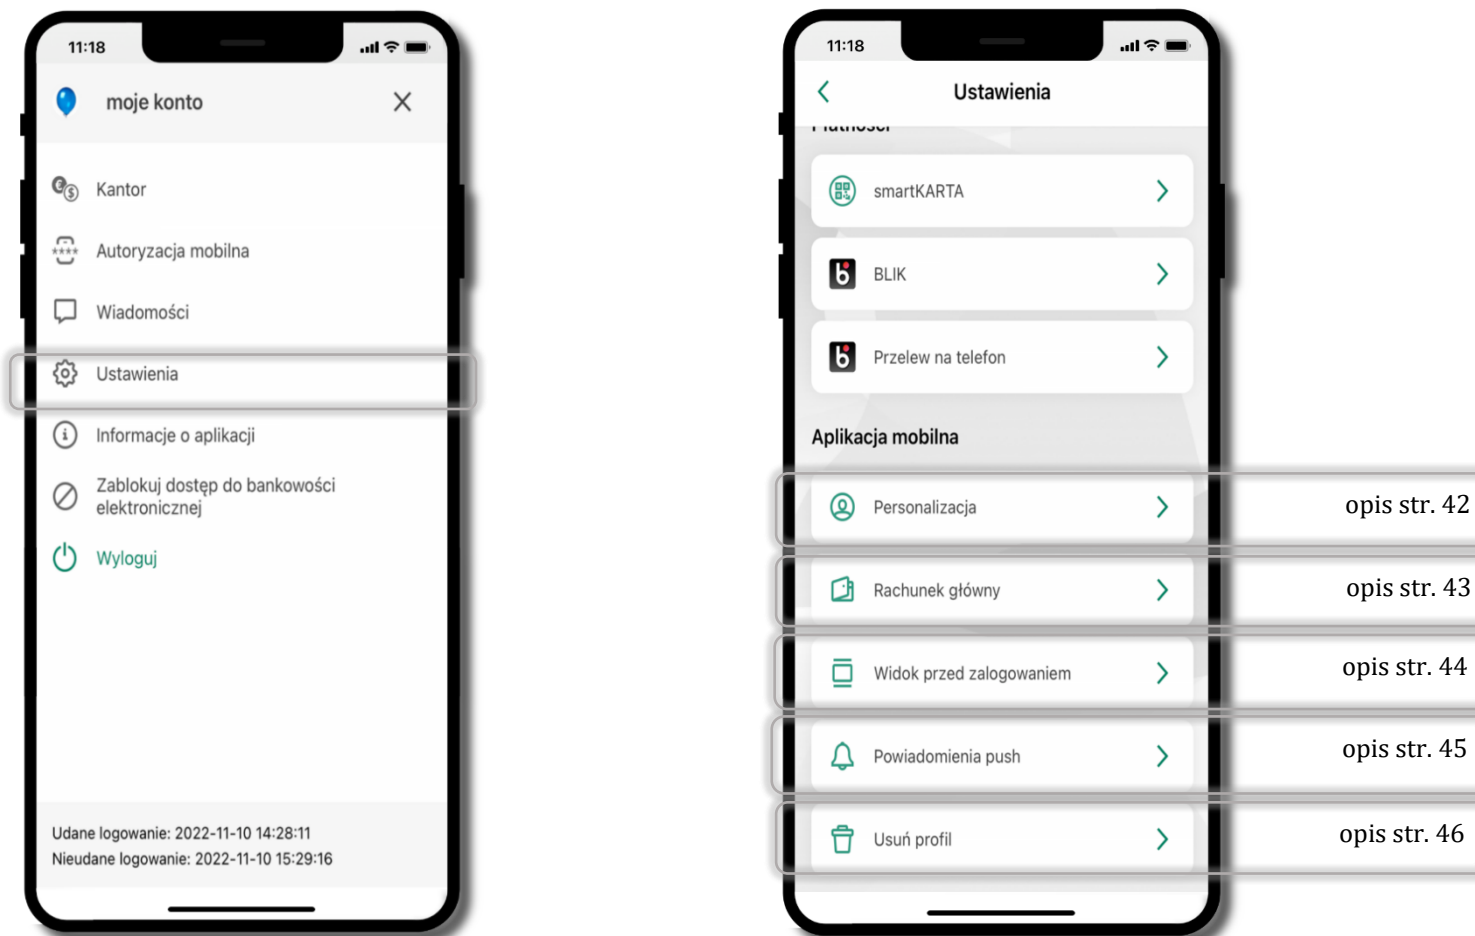 11:18
moje konto
Kantor
Autoryzacja mobilna
Wiadomości
Ustawienia
Informacje o aplikacji
Zablokuj dostęp do bankowości
elektronicznej
Wyloguj
Udane logowanie: 2022-11-10 14:28:11
Nieudane logowanie: 2022-11-10 15:29:16
11:18
Ustawienia
Płatności
smartKARTA
BLIK
Przelew na telefon
Aplikacja mobilna
Personalizacja
opis str. 42
Rachunek główny
opis str. 43
Widok przed zalogowaniem
opis str. 44
Powiadomienia push
opis str. 45
Usuń profil
opis str. 46